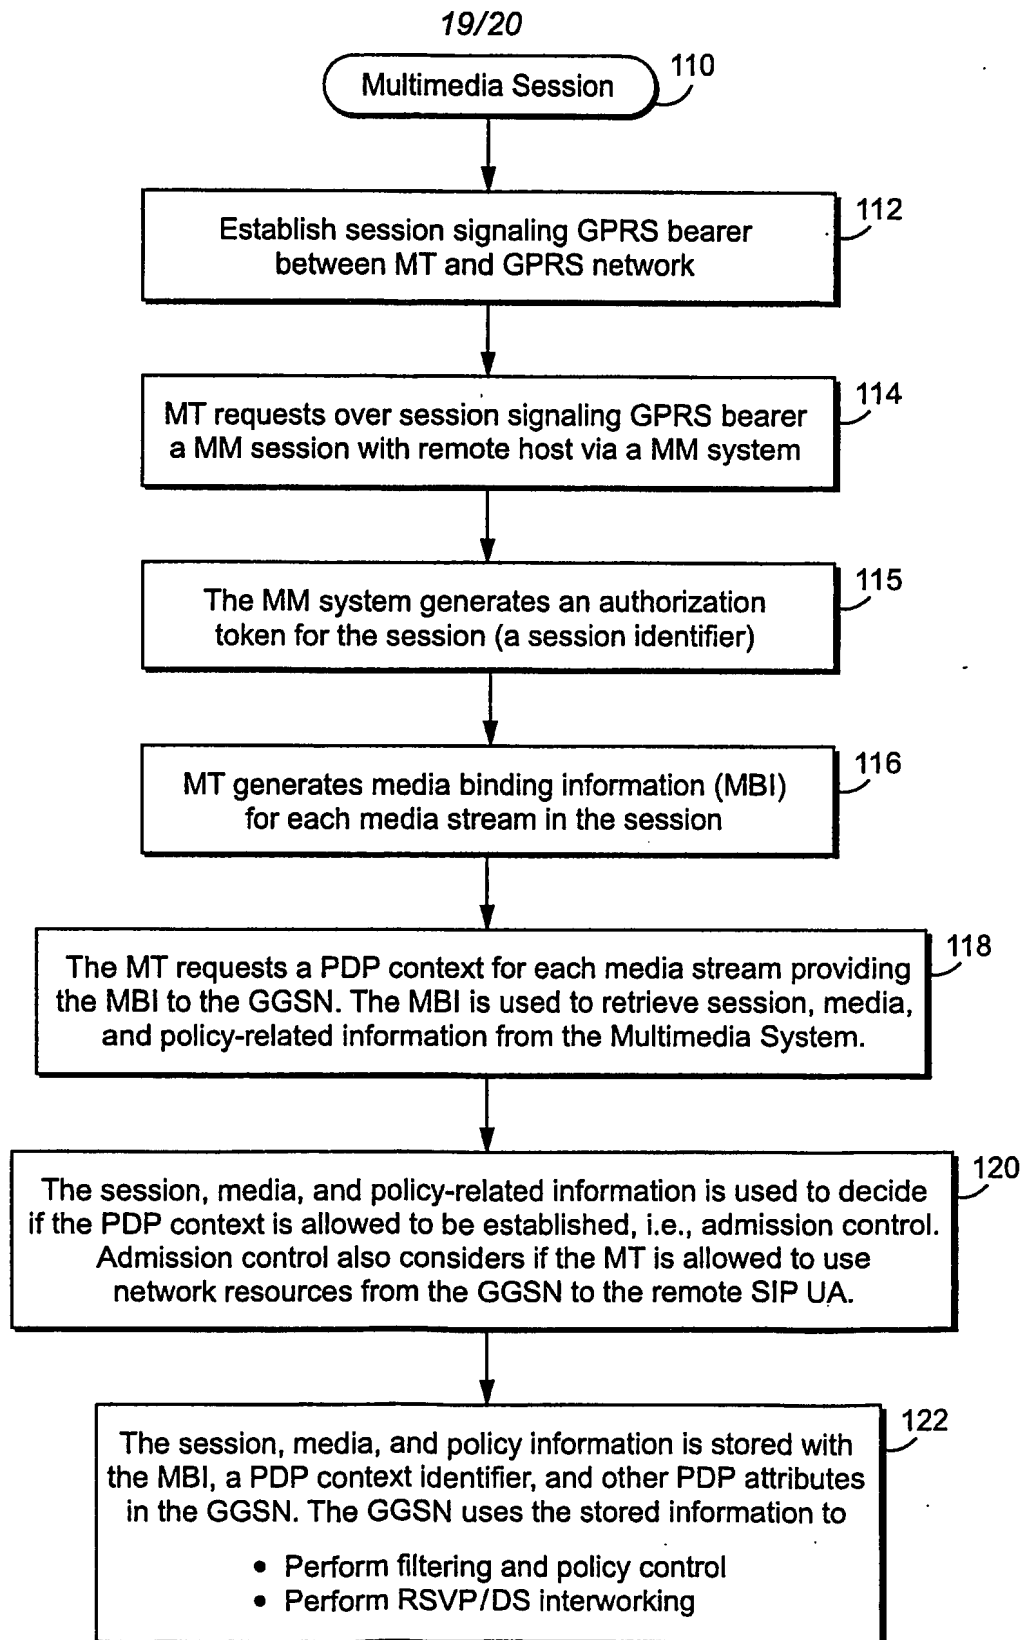 19/20
Multimedia Session
110
112
Establish session signaling GPRS bearer
between MT and GPRS network
114
MT requests over session signaling GPRS bearer
a MM session with remote host via a MM system
115
The MM system generates an authorization
token for the session (a session identifier)
116
MT generates media binding information (MBI)
for each media stream in the session
118
The MT requests a PDP context for each media stream providing
the MBI to the GGSN. The MBI is used to retrieve session, media,
and policy-related information from the Multimedia System.
120
The session, media, and policy-related information is used to decide
if the PDP context is allowed to be established, i.e., admission control.
Admission control also considers if the MT is allowed to use
network resources from the GGSN to the remote SIP UA.
122
The session, media, and policy information is stored with
the MBI, a PDP context identifier, and other PDP attributes
in the GGSN. The GGSN uses the stored information to
• Perform filtering and policy control
• Perform RSVP/DS interworking